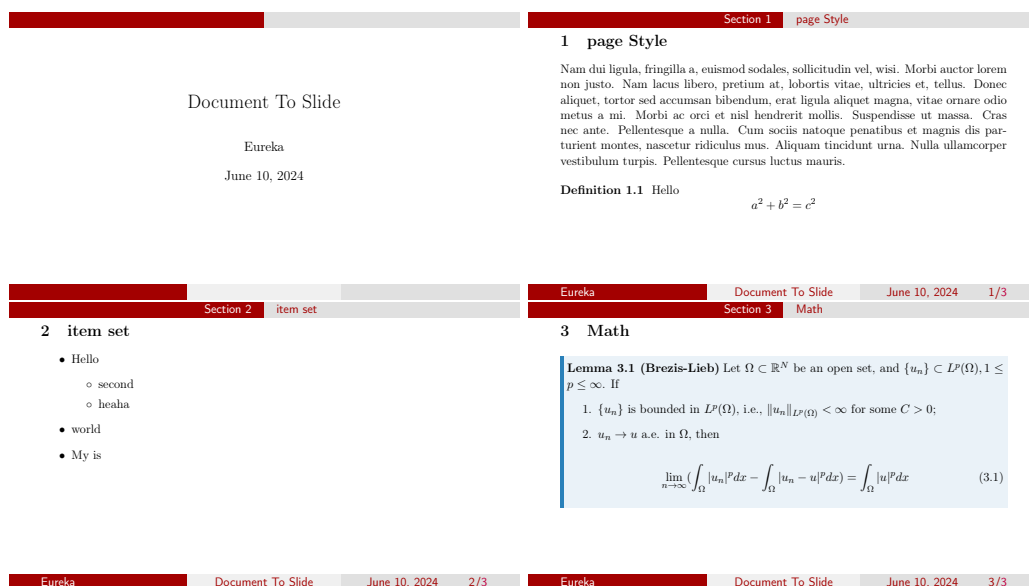 Document To Slide
Eureka
June 10, 2024
Section 1 page Style
1 page Style
Nam dui ligula, fringilla a, euismod sodales, sollicitudin vel, wisi. Morbi auctor lorem
non justo. Nam lacus libero, pretium at, lobortis vitae, ultricies et, tellus. Donec
aliquet, tortor sed accumsan bibendum, erat ligula aliquet magna, vitae ornare odio
metus a mi. Morbi ac orci et nisl hendrerit mollis. Suspendisse ut massa. Cras
nec ante. Pellentesque a nulla. Cum sociis natoque penatibus et magnis dis par-
turient montes, nascetur ridiculus mus. Aliquam tincidunt urna. Nulla ullamcorper
vestibulum turpis. Pellentesque cursus luctus mauris.
Definition 1.1 Hello
a² + b² = c²
Eureka Document To Slide June 10, 2024 1/3
Section 2 item set
2 item set
• Hello
◦ second
◦ heaha
• world
• My is
Eureka Document To Slide June 10, 2024 2/3
Section 3 Math
3 Math
Lemma 3.1 (Brezis-Lieb) Let Ω ⊂ ℝᴺ be an open set, and {uₙ} ⊂ Lᵖ(Ω), 1 ≤
p ≤ ∞. If
1. {uₙ} is bounded in Lᵖ(Ω), i.e., ‖uₙ‖_{Lᵖ(Ω)} < ∞ for some C > 0;
2. uₙ → u a.e. in Ω, then
lim_{n→∞} (∫_Ω |uₙ|ᵖdx − ∫_Ω |uₙ − u|ᵖdx) = ∫_Ω |u|ᵖdx (3.1)
Eureka Document To Slide June 10, 2024 3/3